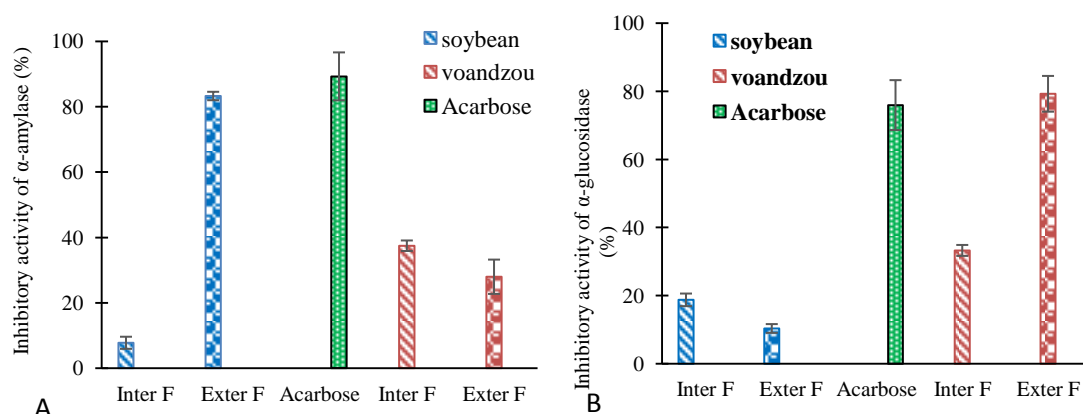 Inhibitory activity of α-amylase (%)
100
80
60
40
20
0
soybean
voandzou
Acarbose
Inter F Exter F Acarbose Inter F Exter F
A
Inhibitory activity of α-glucosidase
(%)
100
80
60
40
20
0
soybean
voandzou
Acarbose
Inter F Exter F Acarbose Inter F Exter F
B